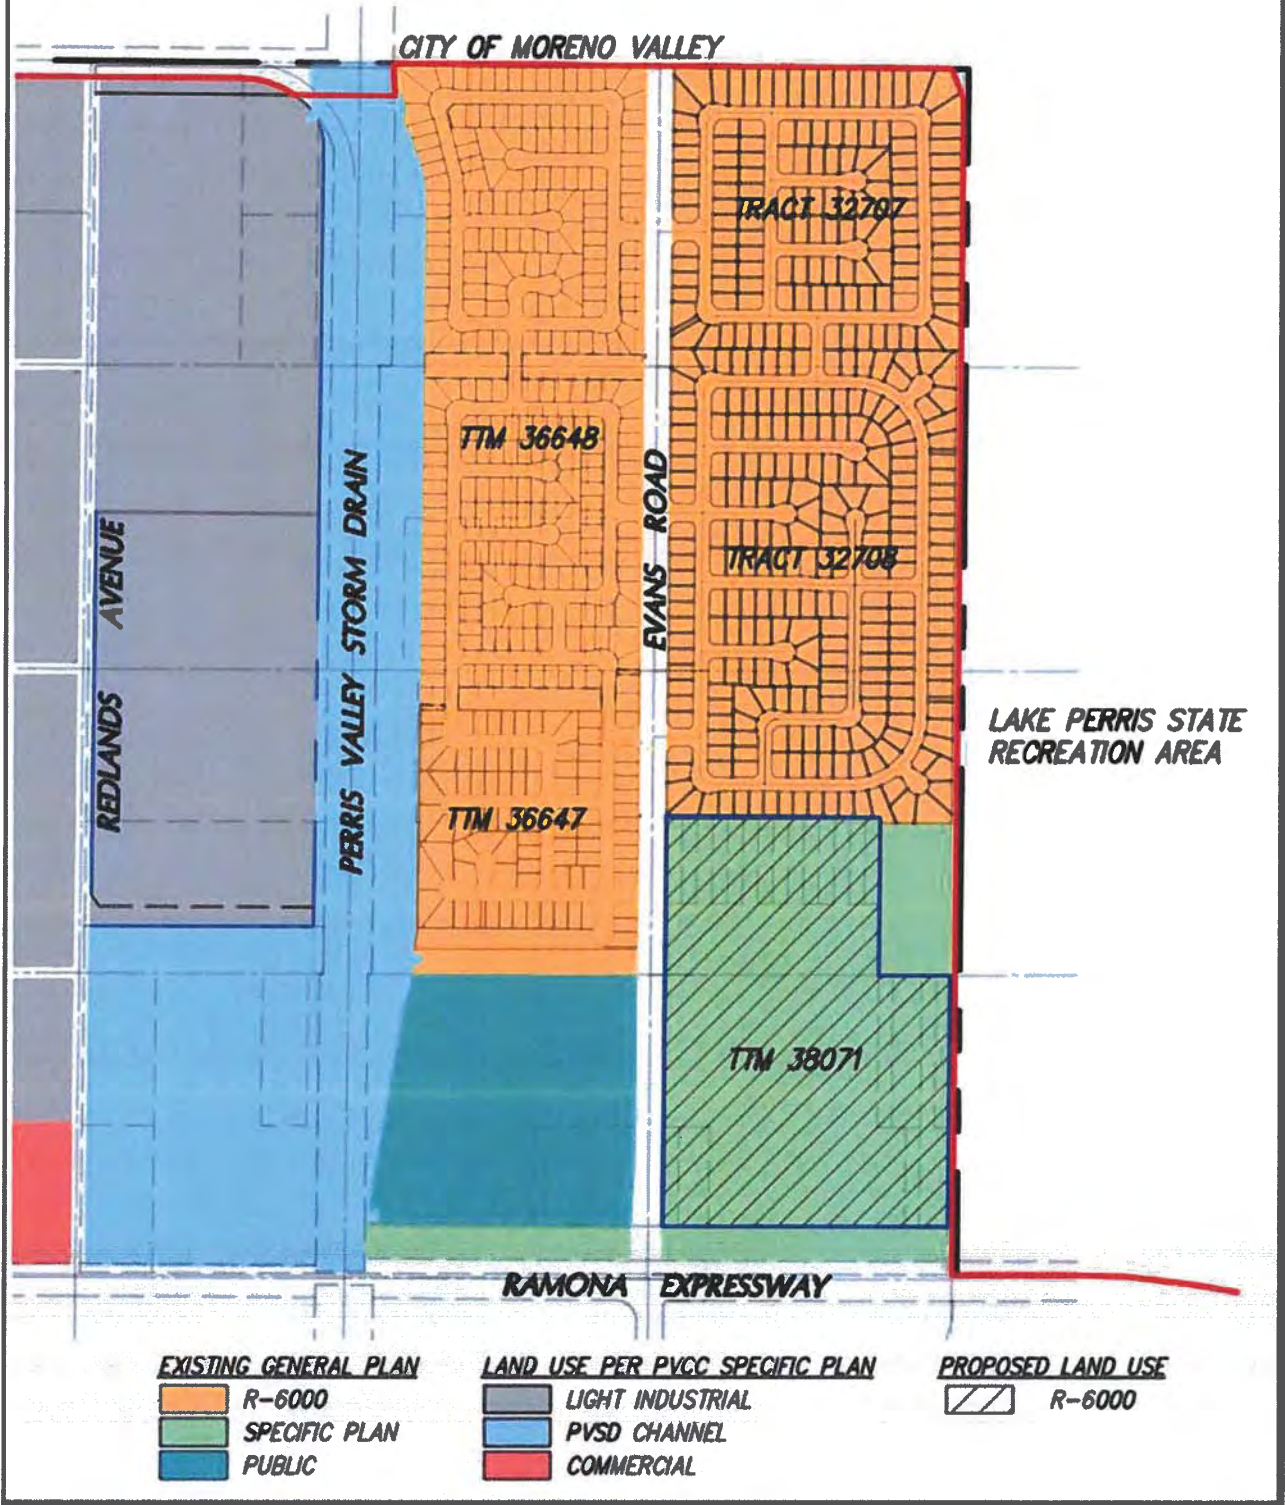 CITY OF MORENO VALLEY
TRACT 32707
TTM 36648
TRACT 32708
EVANS ROAD
PERRIS VALLEY STORM DRAIN
REDLANDS AVENUE
LAKE PERRIS STATE
RECREATION AREA
TTM 36647
TTM 38071
RAMONA EXPRESSWAY
EXISTING GENERAL PLAN
R-6000
SPECIFIC PLAN
PUBLIC
LAND USE PER PVCC SPECIFIC PLAN
LIGHT INDUSTRIAL
PVSD CHANNEL
COMMERCIAL
PROPOSED LAND USE
R-6000